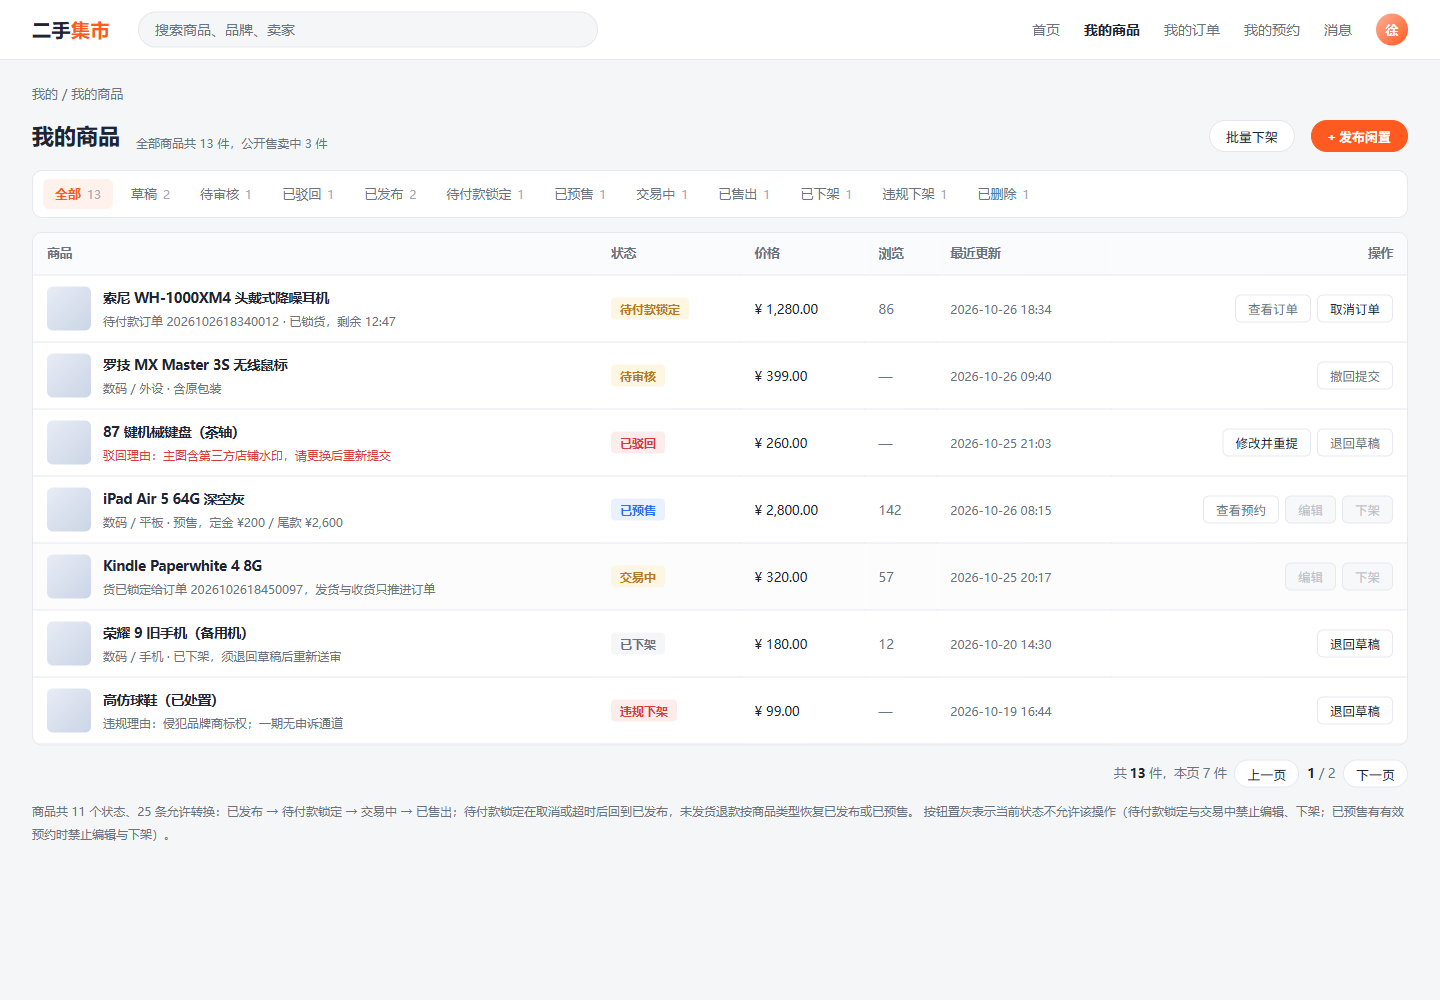 二手集市 搜索商品、品牌、卖家 首页 我的商品 我的订单 我的预约 消息 徐
我的 / 我的商品
我的商品 全部商品共 13 件，公开售卖中 3 件 批量下架 + 发布闲置
全部 13 草稿 2 待审核 1 已驳回 1 已发布 2 待付款锁定 1 已预售 1 交易中 1 已售出 1 已下架 1 违规下架 1 已删除 1
商品 状态 价格 浏览 最近更新 操作
索尼 WH-1000XM4 头戴式降噪耳机
待付款订单 2026102618340012 · 已锁货，剩余 12:47
待付款锁定 ¥ 1,280.00 86 2026-10-26 18:34 查看订单 取消订单
罗技 MX Master 3S 无线鼠标
数码 / 外设 · 含原包装
待审核 ¥ 399.00 — 2026-10-26 09:40 撤回提交
87 键机械键盘（茶轴）
驳回理由：主图含第三方店铺水印，请更换后重新提交
已驳回 ¥ 260.00 — 2026-10-25 21:03 修改并重提 退回草稿
iPad Air 5 64G 深空灰
数码 / 平板 · 预售，定金 ¥200 / 尾款 ¥2,600
已预售 ¥ 2,800.00 142 2026-10-26 08:15 查看预约 编辑 下架
Kindle Paperwhite 4 8G
货已锁定给订单 2026102618450097，发货与收货只推进订单
交易中 ¥ 320.00 57 2026-10-25 20:17 编辑 下架
荣耀 9 旧手机（备用机）
数码 / 手机 · 已下架，须退回草稿后重新送审
已下架 ¥ 180.00 12 2026-10-20 14:30 退回草稿
高仿球鞋（已处置）
违规理由：侵犯品牌商标权；一期无申诉通道
违规下架 ¥ 99.00 — 2026-10-19 16:44 退回草稿
共 13 件，本页 7 件 上一页 1 / 2 下一页
商品共 11 个状态、25 条允许转换：已发布 → 待付款锁定 → 交易中 → 已售出；待付款锁定在取消或超时后回到已发布，未发货退款按商品类型恢复已发布或已预售。 按钮置灰表示当前状态不允许该操作（待付款锁定与交易中禁止编辑、下架；已预售有有效
预约时禁止编辑与下架）。